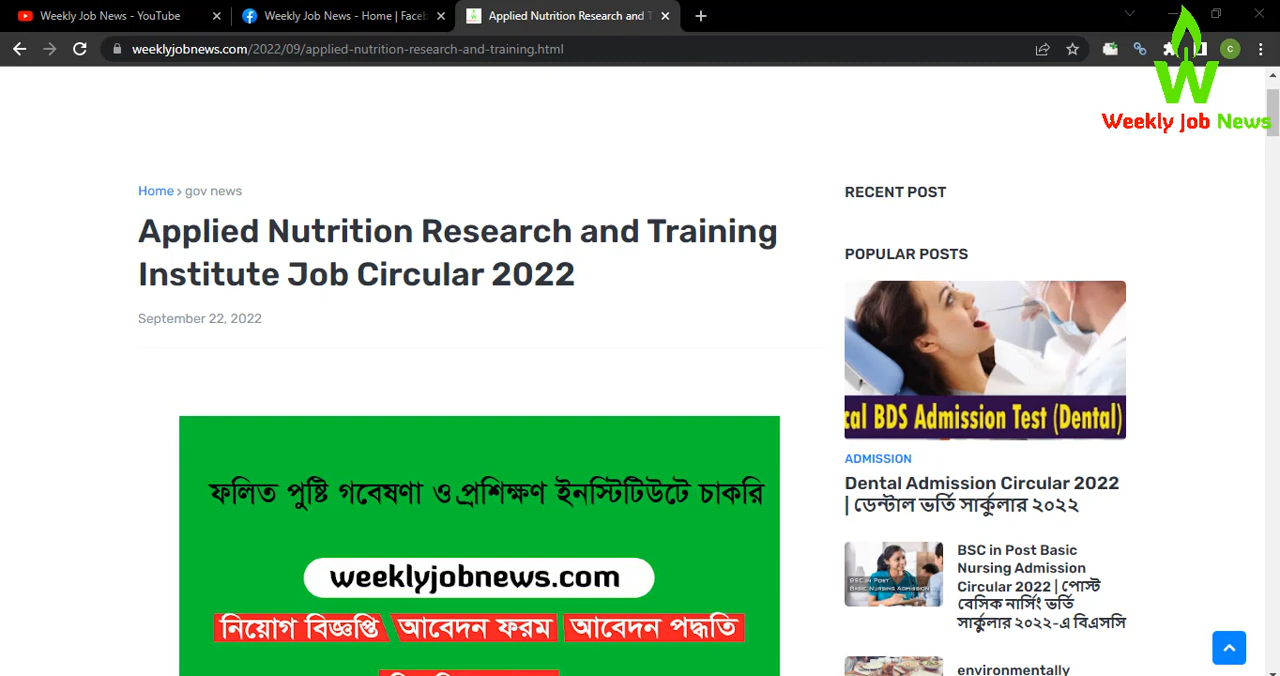 Weekly Job News - YouTube
Weekly Job News - Home | Faceb
Applied Nutrition Research and T
weeklyjobnews.com/2022/09/applied-nutrition-research-and-training.html
C
W
Weekly Job News
Home > gov news
Applied Nutrition Research and Training
Institute Job Circular 2022
September 22, 2022
ফলিত পুষ্টি গবেষণা ও প্রশিক্ষণ ইনস্টিটিউটে চাকরি
weeklyjobnews.com
নিয়োগ বিজ্ঞপ্তি আবেদন ফরম আবেদন পদ্ধতি
RECENT POST
POPULAR POSTS
cal BDS Admission Test (Dental)
ADMISSION
Dental Admission Circular 2022
| ডেন্টাল ভর্তি সার্কুলার ২০২২
BSC IN POST
BASIC NURSING ADMISSION
BSC in Post Basic
Nursing Admission
Circular 2022 | পোস্ট
বেসিক নার্সিং ভর্তি
সার্কুলার ২০২২-এ বিএসসি
environmentally